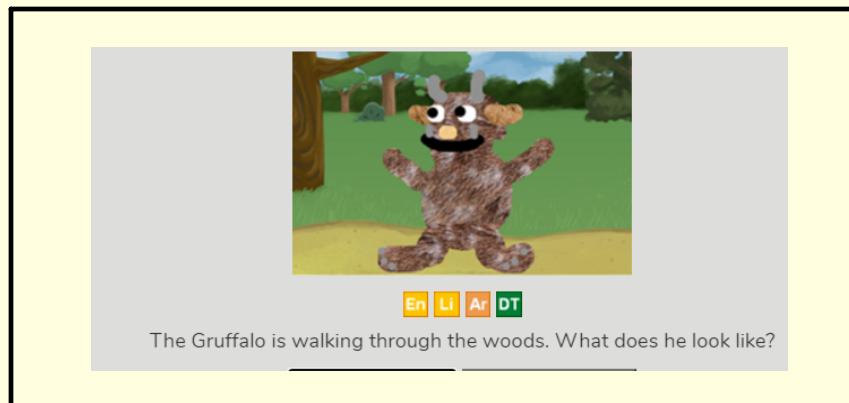 En Li Ar DT
The Gruffalo is walking through the woods. What does he look like?